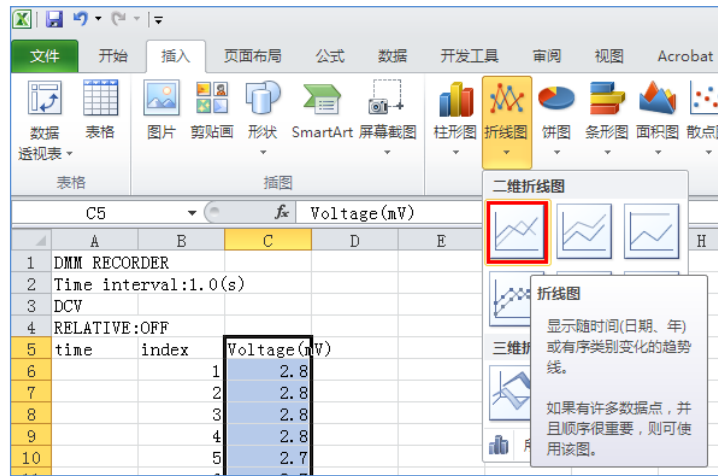 文件 开始 插入 页面布局 公式 数据 开发工具 审阅 视图 Acrobat
数据 表格 图片 剪贴画 形状 SmartArt 屏幕截图 柱形图 折线图 饼图 条形图 面积图 散点图
透视表
表格 插图
二维折线图
C5 fx Voltage(mV)
A B C D E H
1 DMM RECORDER
2 Time interval:1.0(s)
3 DCV
4 RELATIVE:OFF
5 time index Voltage(mV)
6 1 2.8
7 2 2.8
8 3 2.8
9 4 2.8
10 5 2.7
折线图
显示随时间(日期、年)
或有序类别变化的趋势
线。
如果有许多数据点，并
且顺序很重要，则可使
用该图。
三维折